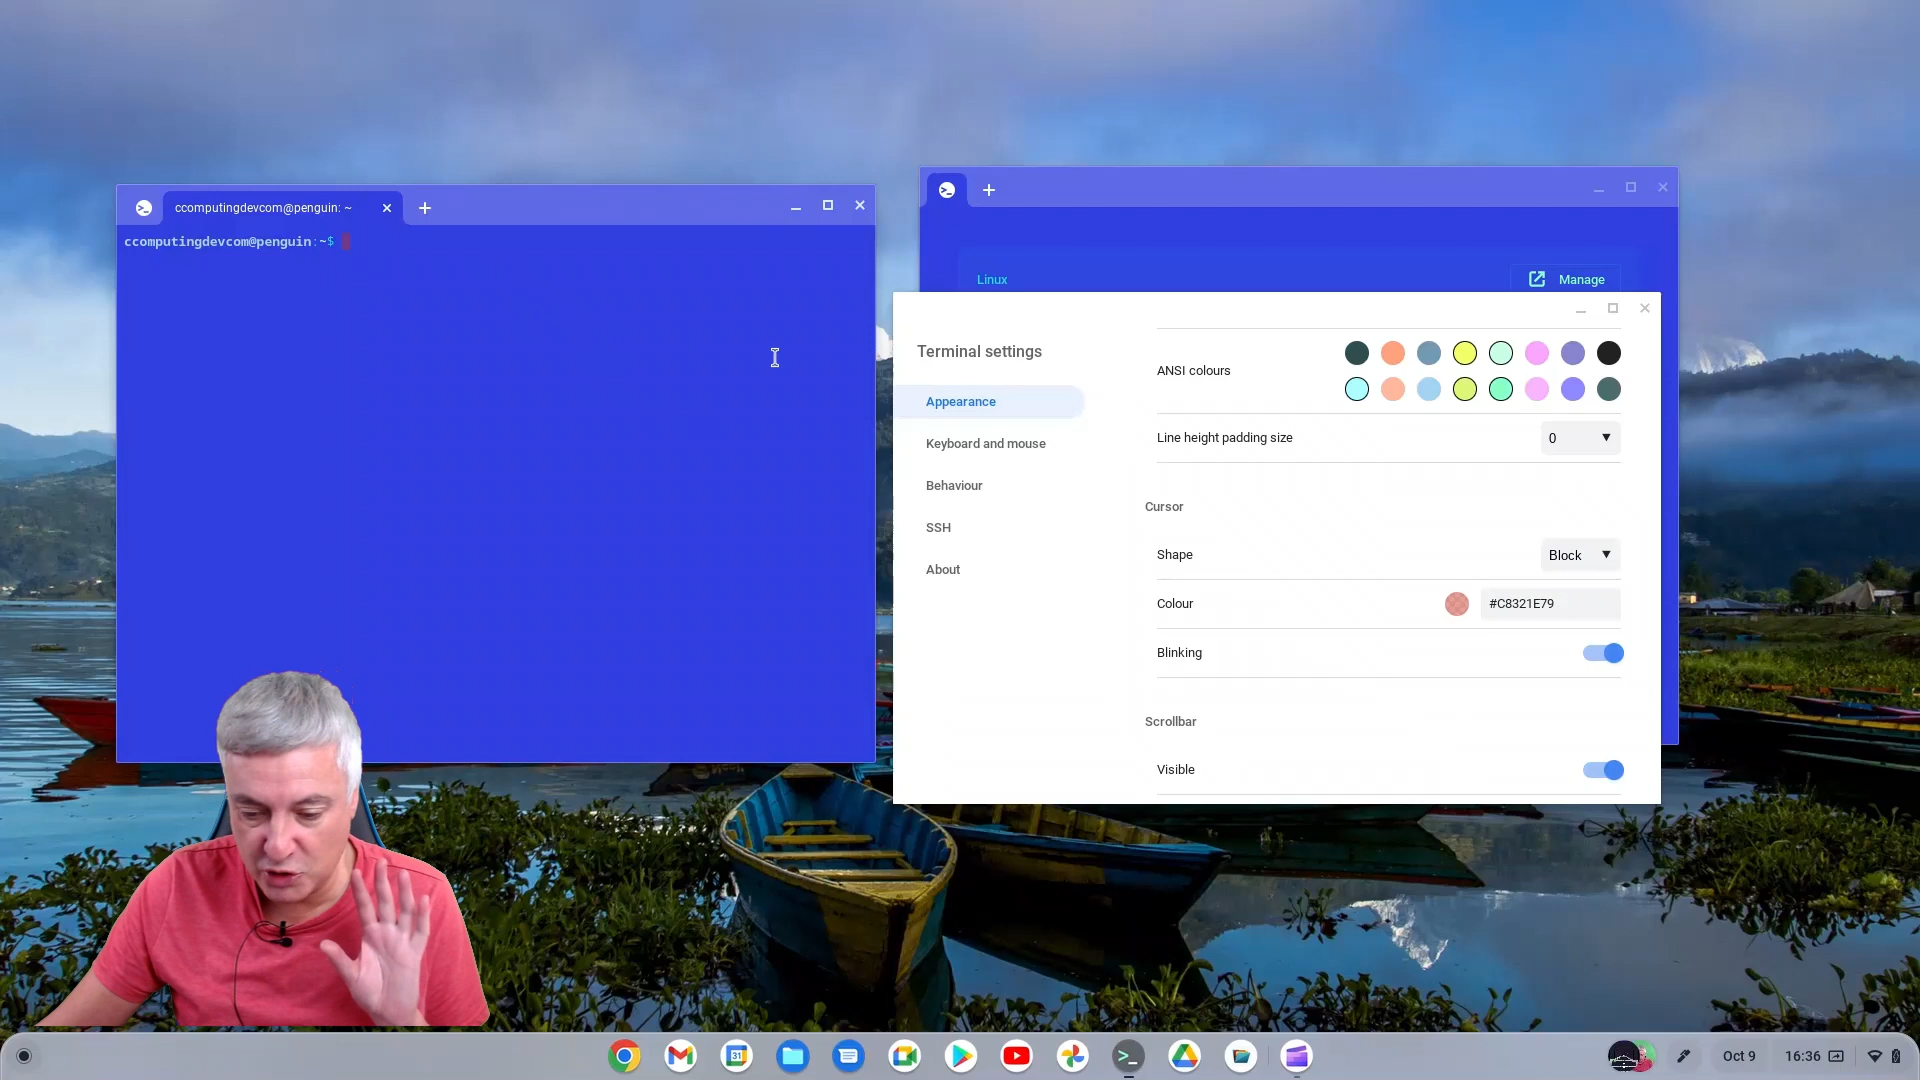 ccomputingdevcom@penguin: ~
ccomputingdevcom@penguin:~$
Linux
Manage
Terminal settings
Appearance
Keyboard and mouse
Behaviour
SSH
About
ANSI colours
Line height padding size
0
Cursor
Shape
Block
Colour
#C8321E79
Blinking
Scrollbar
Visible
31
Oct 9
16:36